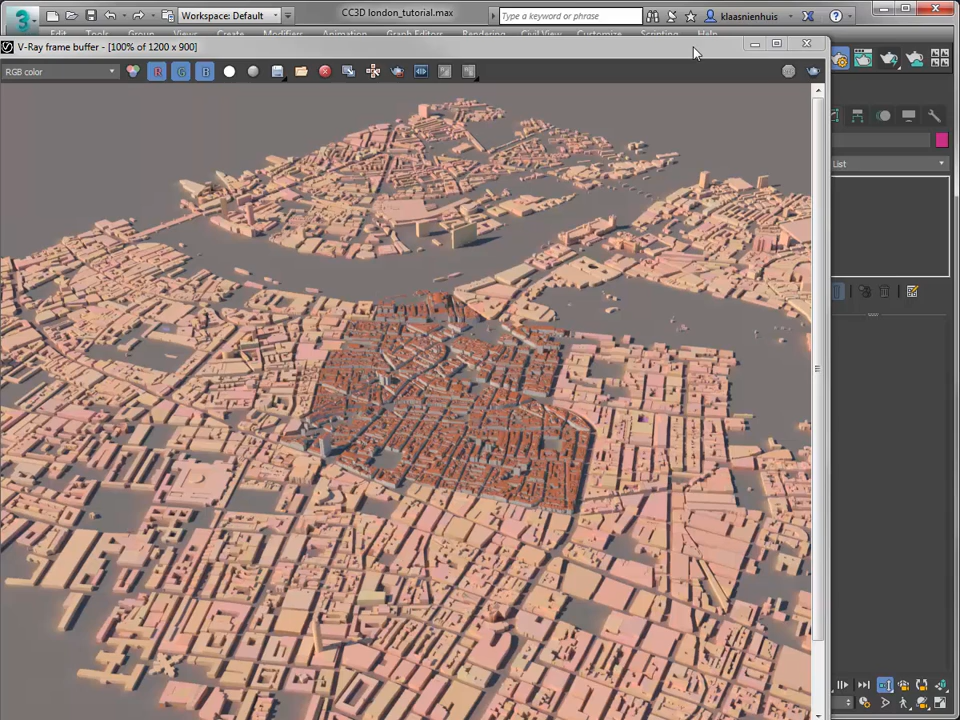 3 Workspace: Default CC3D london_tutorial.max Type a keyword or phrase klaasnienhuis
Edit Tools Group Views Create Modifiers Animation Graph Editors Rendering Civil View Customize Scripting Help
V-Ray frame buffer - [100% of 1200 x 900]
RGB color R G B
List